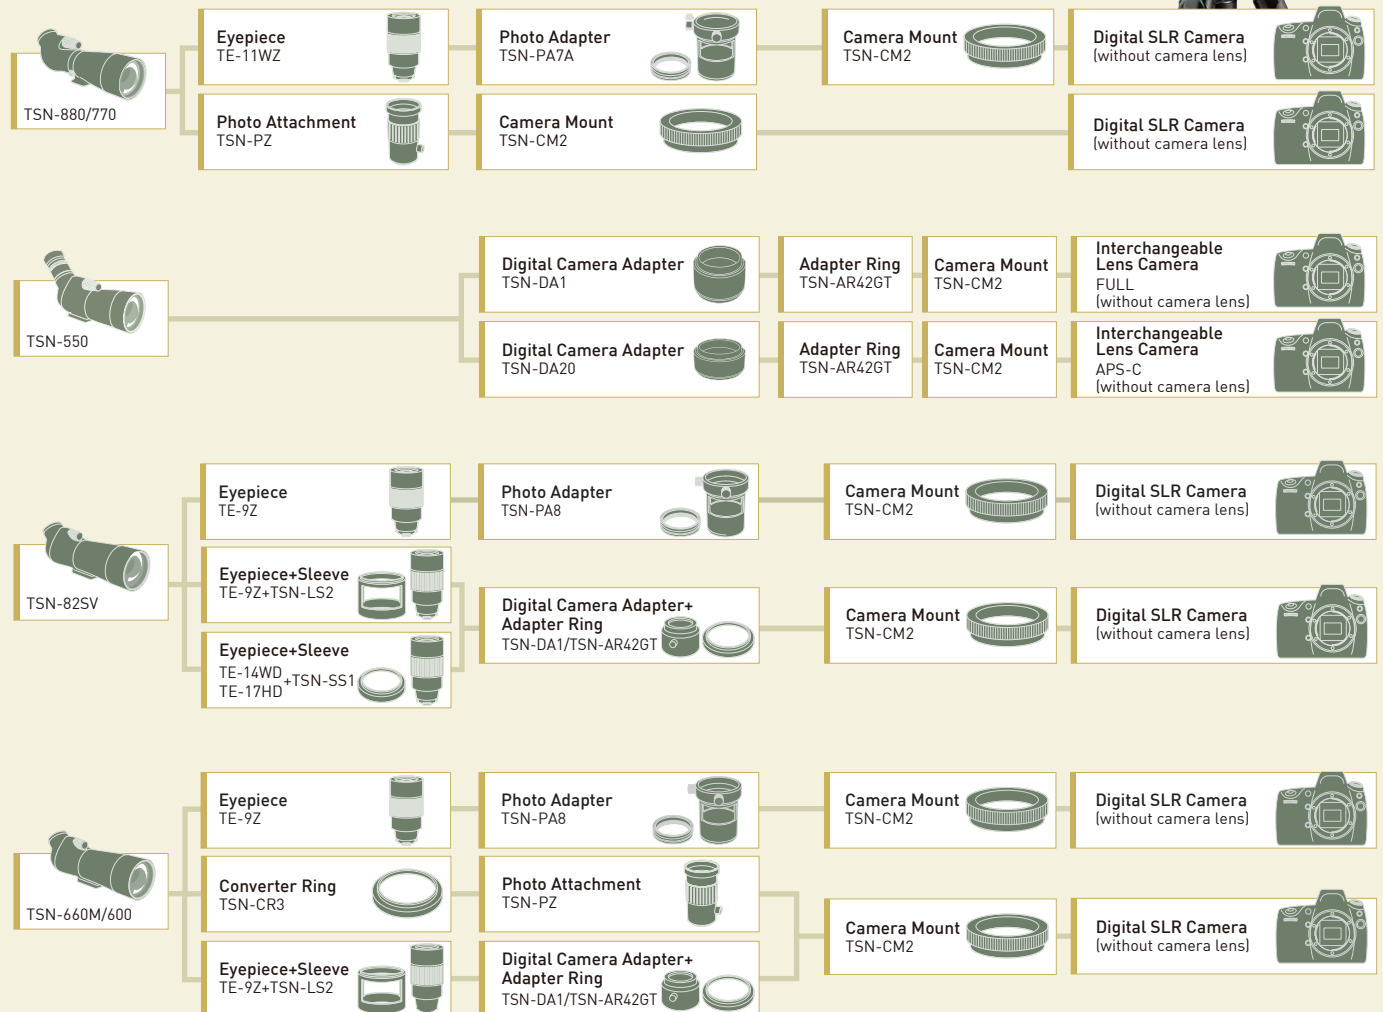 TSN-880/770
Eyepiece
TE-11WZ
Photo Adapter
TSN-PA7A
Camera Mount
TSN-CM2
Digital SLR Camera
(without camera lens)
Photo Attachment
TSN-PZ
Camera Mount
TSN-CM2
Digital SLR Camera
(without camera lens)
TSN-550
Digital Camera Adapter
TSN-DA1
Adapter Ring
TSN-AR42GT
Camera Mount
TSN-CM2
Interchangeable
Lens Camera
FULL
(without camera lens)
Digital Camera Adapter
TSN-DA20
Adapter Ring
TSN-AR42GT
Camera Mount
TSN-CM2
Interchangeable
Lens Camera
APS-C
(without camera lens)
TSN-82SV
Eyepiece
TE-9Z
Photo Adapter
TSN-PA8
Camera Mount
TSN-CM2
Digital SLR Camera
(without camera lens)
Eyepiece+Sleeve
TE-9Z+TSN-LS2
Eyepiece+Sleeve
TE-14WD
TE-17HD
+TSN-SS1
Digital Camera Adapter+
Adapter Ring
TSN-DA1/TSN-AR42GT
Camera Mount
TSN-CM2
Digital SLR Camera
(without camera lens)
TSN-660M/600
Eyepiece
TE-9Z
Photo Adapter
TSN-PA8
Camera Mount
TSN-CM2
Digital SLR Camera
(without camera lens)
Converter Ring
TSN-CR3
Photo Attachment
TSN-PZ
Eyepiece+Sleeve
TE-9Z+TSN-LS2
Digital Camera Adapter+
Adapter Ring
TSN-DA1/TSN-AR42GT
Camera Mount
TSN-CM2
Digital SLR Camera
(without camera lens)